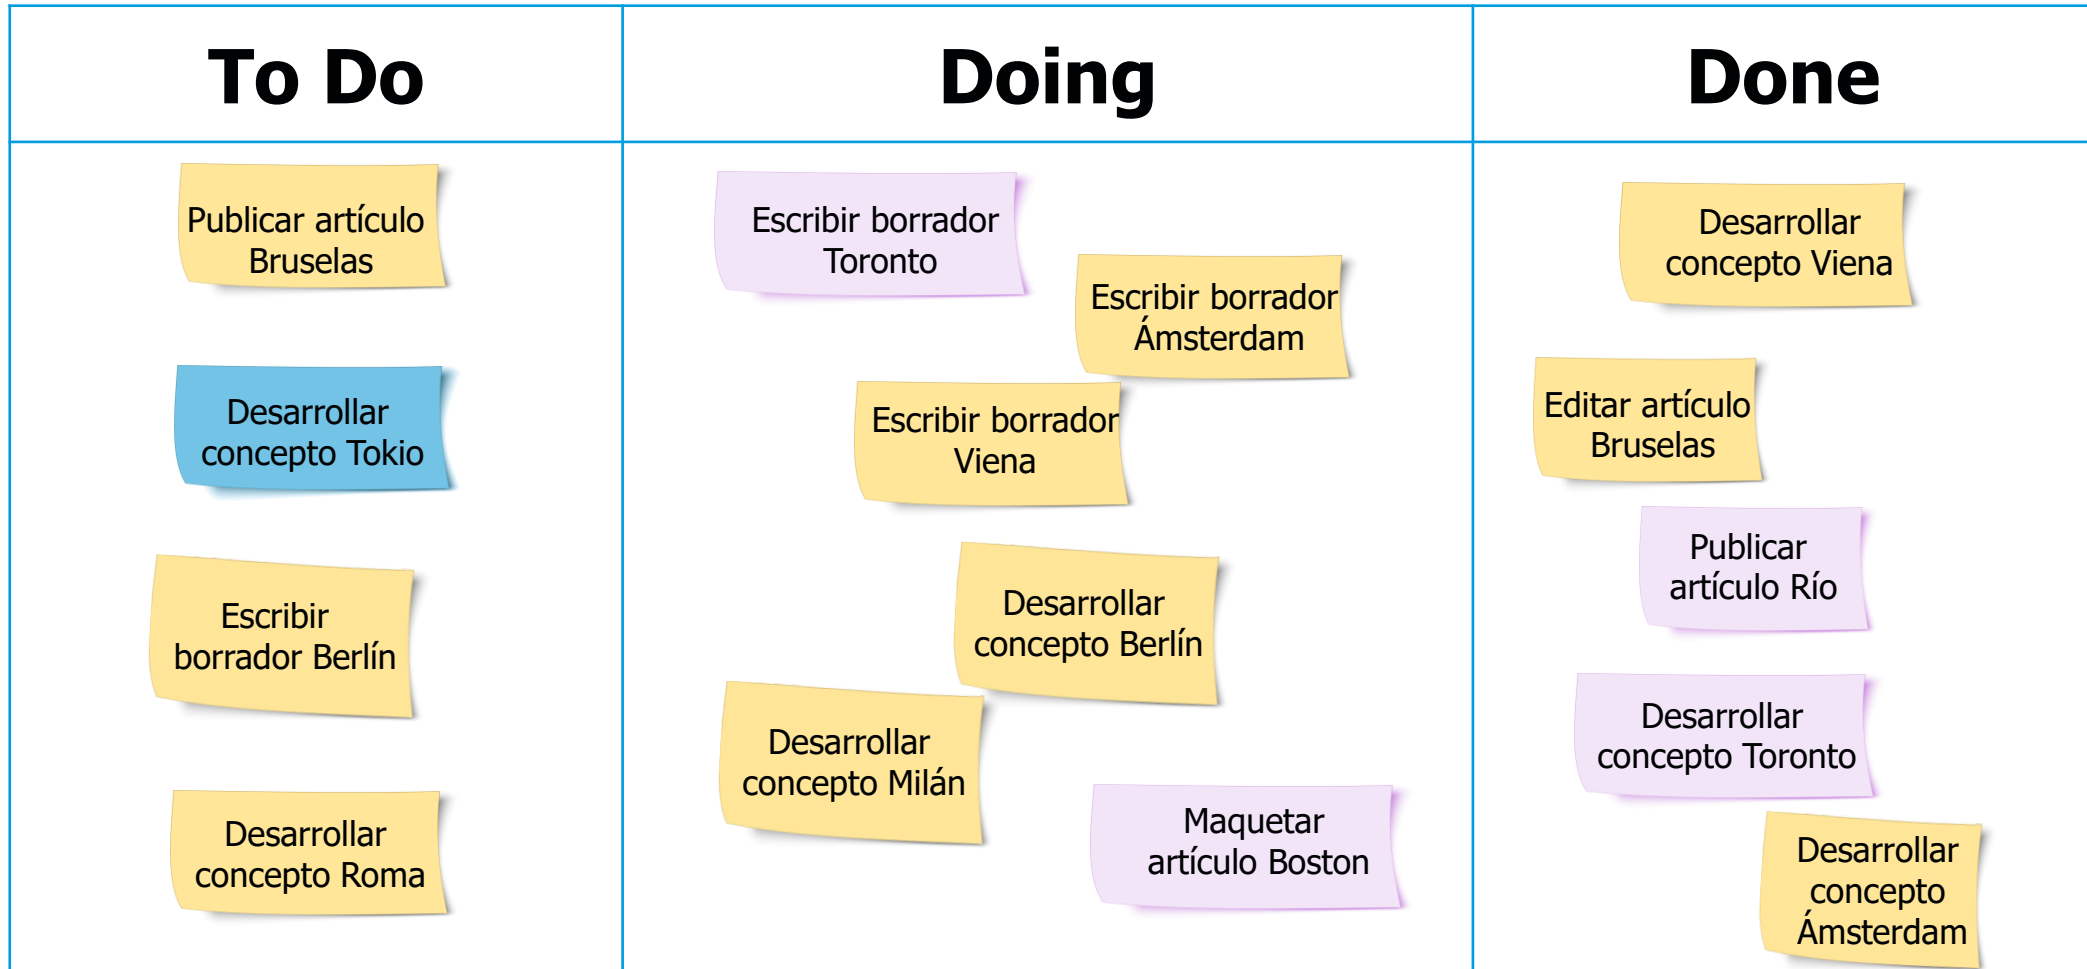 To Do
Doing
Done
Publicar artículo
Bruselas
Desarrollar
concepto Tokio
Escribir
borrador Berlín
Desarrollar
concepto Roma
Escribir borrador
Toronto
Escribir borrador
Ámsterdam
Escribir borrador
Viena
Desarrollar
concepto Berlín
Desarrollar
concepto Milán
Maquetar
artículo Boston
Desarrollar
concepto Viena
Editar artículo
Bruselas
Publicar
artículo Río
Desarrollar
concepto Toronto
Desarrollar
concepto
Ámsterdam